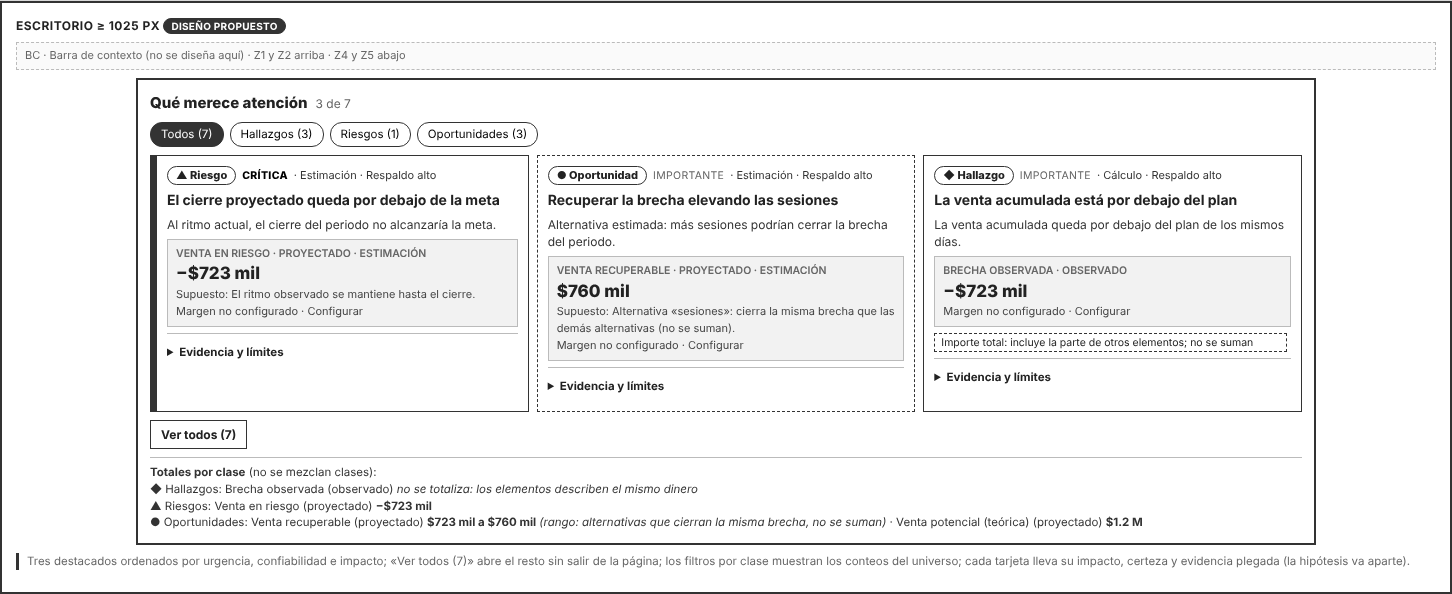 ESCRITORIO ≥ 1025 PX DISEÑO PROPUESTO
BC · Barra de contexto (no se diseña aquí) · Z1 y Z2 arriba · Z4 y Z5 abajo
Qué merece atención 3 de 7
Todos (7) Hallazgos (3) Riesgos (1) Oportunidades (3)
▲ Riesgo CRÍTICA · Estimación · Respaldo alto
El cierre proyectado queda por debajo de la meta
Al ritmo actual, el cierre del periodo no alcanzaría la meta.
VENTA EN RIESGO · PROYECTADO · ESTIMACIÓN
−$723 mil
Supuesto: El ritmo observado se mantiene hasta el cierre.
Margen no configurado · Configurar
▶ Evidencia y límites
● Oportunidad IMPORTANTE · Estimación · Respaldo alto
Recuperar la brecha elevando las sesiones
Alternativa estimada: más sesiones podrían cerrar la brecha
del periodo.
VENTA RECUPERABLE · PROYECTADO · ESTIMACIÓN
$760 mil
Supuesto: Alternativa «sesiones»: cierra la misma brecha que las
demás alternativas (no se suman).
Margen no configurado · Configurar
▶ Evidencia y límites
◆ Hallazgo IMPORTANTE · Cálculo · Respaldo alto
La venta acumulada está por debajo del plan
La venta acumulada queda por debajo del plan de los mismos
días.
BRECHA OBSERVADA · OBSERVADO
−$723 mil
Margen no configurado · Configurar
Importe total: incluye la parte de otros elementos; no se suman
▶ Evidencia y límites
Ver todos (7)
Totales por clase (no se mezclan clases):
◆ Hallazgos: Brecha observada (observado) no se totaliza: los elementos describen el mismo dinero
▲ Riesgos: Venta en riesgo (proyectado) −$723 mil
● Oportunidades: Venta recuperable (proyectado) $723 mil a $760 mil (rango: alternativas que cierran la misma brecha, no se suman) · Venta potencial (teórica) (proyectado) $1.2 M
Tres destacados ordenados por urgencia, confiabilidad e impacto; «Ver todos (7)» abre el resto sin salir de la página; los filtros por clase muestran los conteos del universo; cada tarjeta lleva su impacto, certeza y evidencia plegada (la hipótesis va aparte).